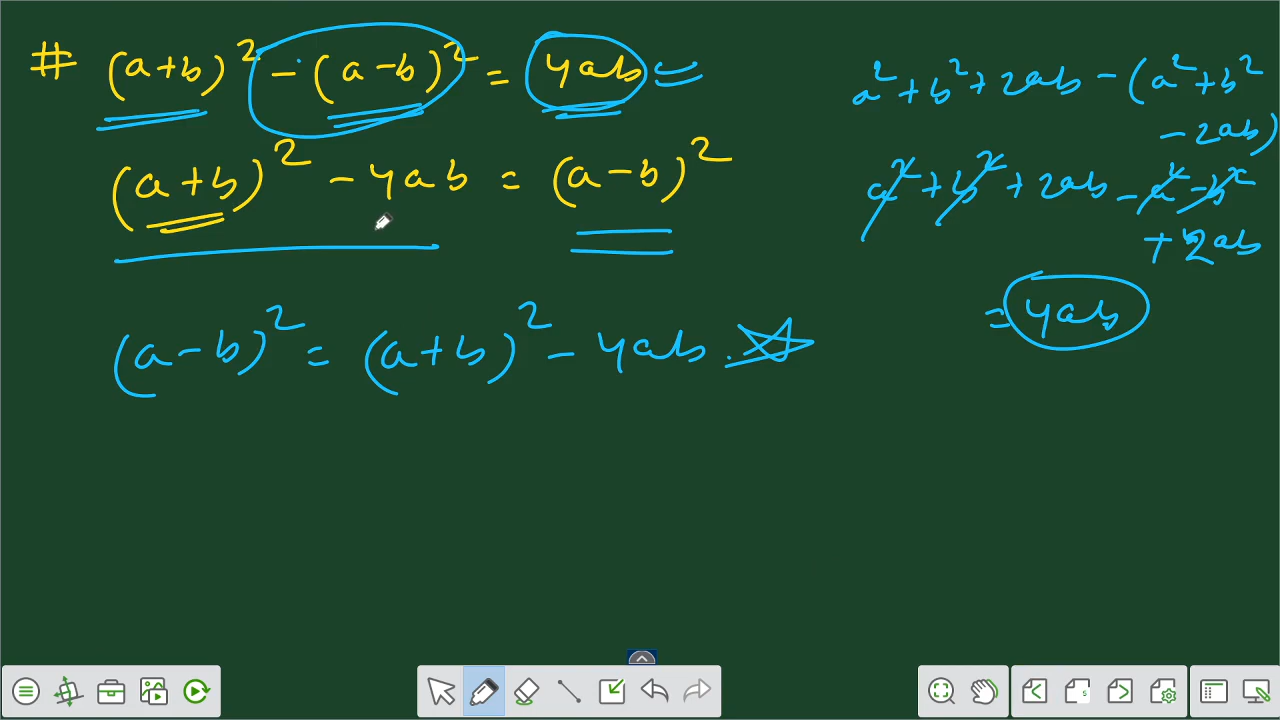 # (a+b)² - (a-b)² = 4ab
(a+b)² - 4ab = (a-b)²
(a-b)² = (a+b)² - 4ab.
a²+b²+2ab-(a²+b²
-2ab)
a²+b²+2ab-a²-b²
+2ab
= 4ab
s